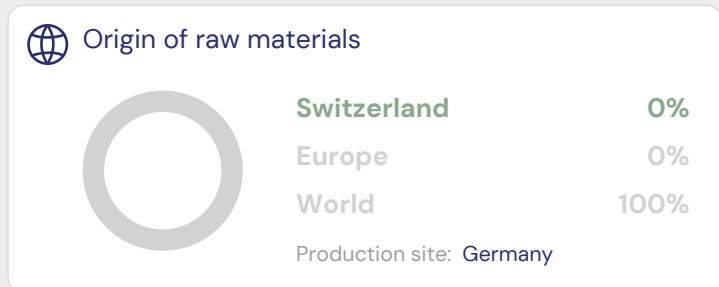 Origin of raw materials
Switzerland 0%
Europe 0%
World 100%
Production site: Germany